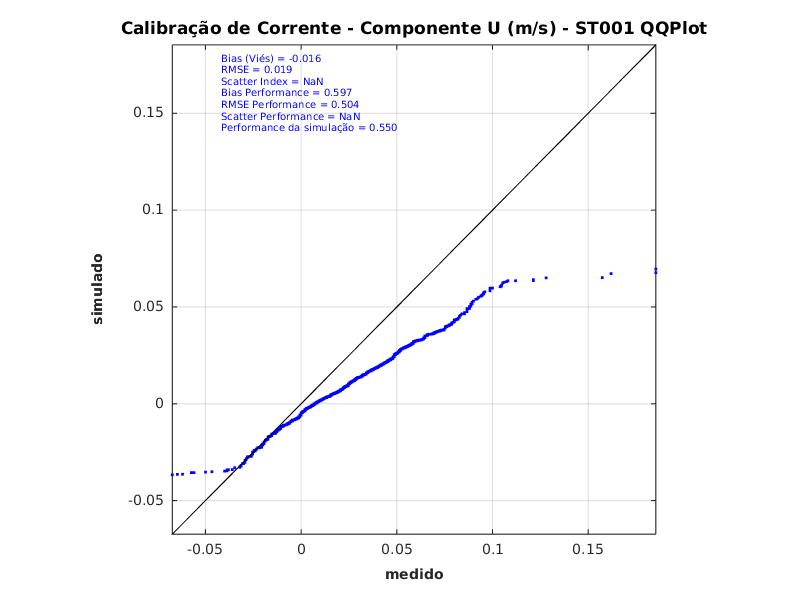 Calibração de Corrente - Componente U (m/s) - ST001 QQPlot
Bias (Viés) = -0.016
RMSE = 0.019
Scatter Index = NaN
Bias Performance = 0.597
RMSE Performance = 0.504
Scatter Performance = NaN
Performance da simulação = 0.550
0.15
0.1
0.05
0
-0.05
simulado
-0.05 0 0.05 0.1 0.15
medido